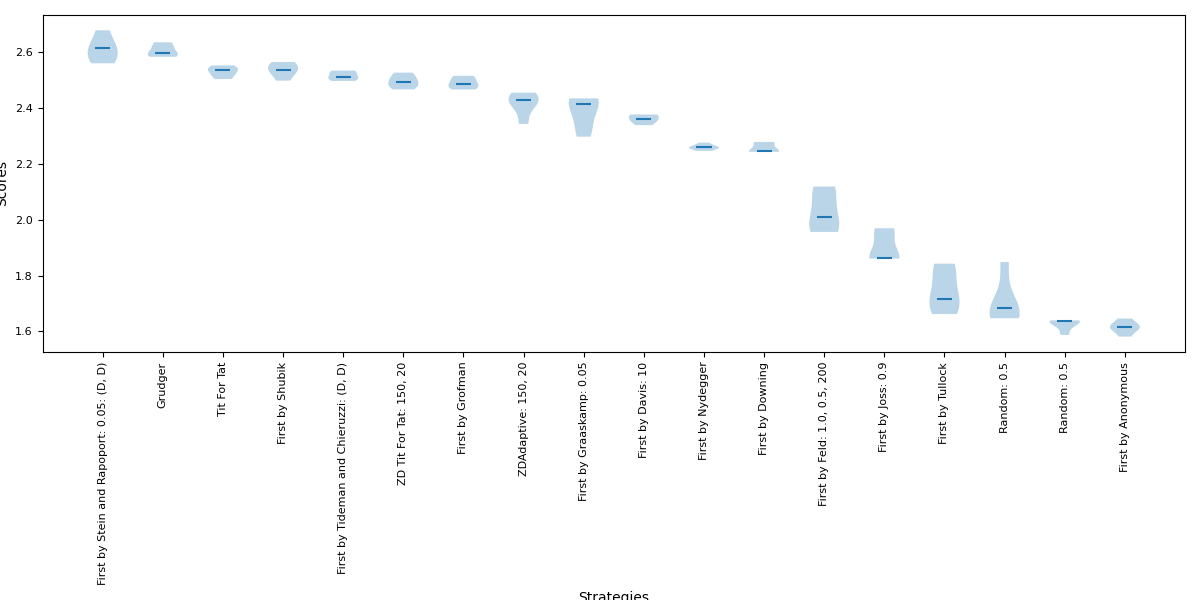 2.6
2.4
2.2
2.0
1.8
1.6
Scores
First by Stein and Rapoport: 0.05: (D, D)
Grudger
Tit For Tat
First by Shubik
First by Tideman and Chieruzzi: (D, D)
ZD Tit For Tat: 150, 20
First by Grofman
ZDAdaptive: 150, 20
First by Graaskamp: 0.05
First by Davis: 10
First by Nydegger
First by Downing
First by Feld: 1.0, 0.5, 200
First by Joss: 0.9
First by Tullock
Random: 0.5
Random: 0.5
First by Anonymous
Strategies